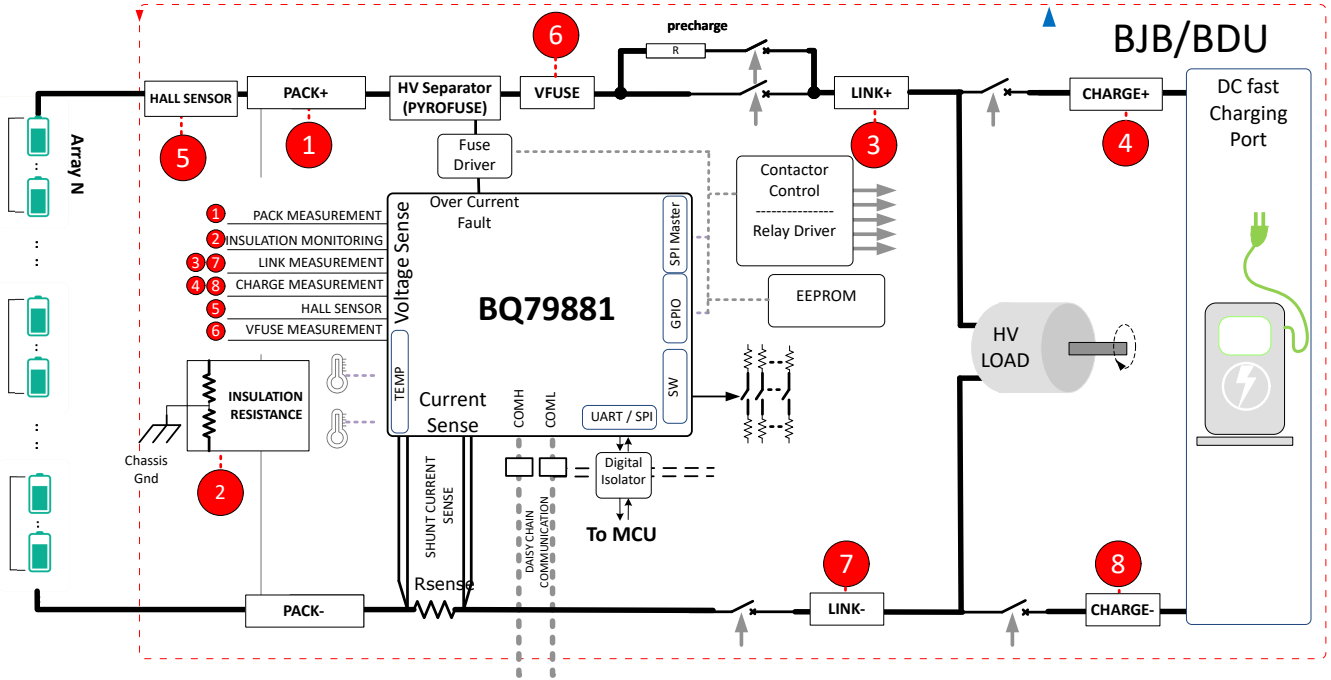 precharge
BJB/BDU
6
R
HALL SENSOR
PACK+
HV Separator
(PYROFUSE)
VFUSE
LINK+
CHARGE+
DC fast
Charging
Port
5
1
3
4
Array N
Fuse
Driver
Contactor
Control
---------------
Relay Driver
Over Current
Fault
1 PACK MEASUREMENT
2 INSULATION MONITORING
3 7 LINK MEASUREMENT
4 8 CHARGE MEASUREMENT
5 HALL SENSOR
6 VFUSE MEASUREMENT
Voltage Sense
SPI Master
GPIO
SW
BQ79881
EEPROM
HV
LOAD
TEMP
INSULATION
RESISTANCE
Chassis
Gnd
2
Current
Sense
COMH
COML
UART / SPI
Digital
Isolator
To MCU
SHUNT CURRENT
SENSE
DAISY CHAIN
COMMUNICATION
Rsense
7
8
PACK-
LINK-
CHARGE-